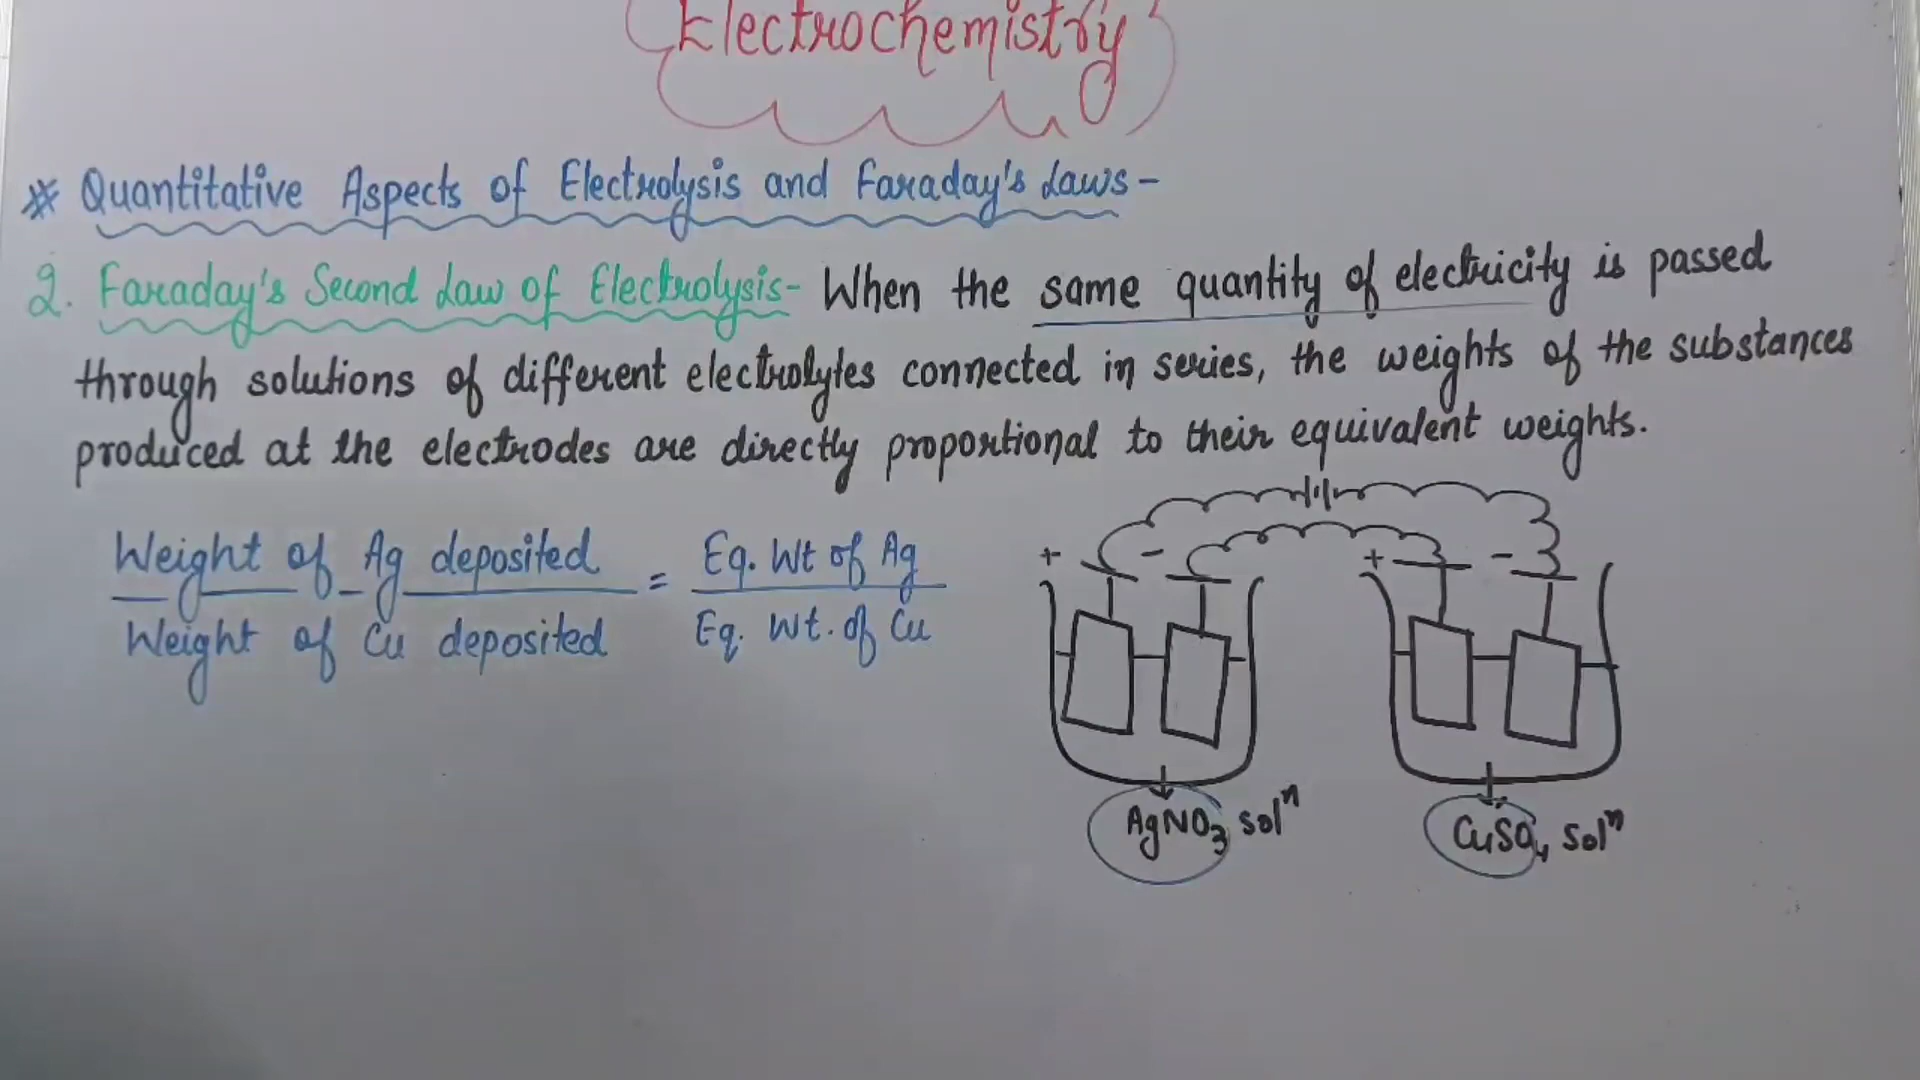 Electrochemistry
* Quantitative Aspects of Electrolysis and Faraday's Laws-
2. Faraday's Second Law of Electrolysis- When the same quantity of electricity is passed
through solutions of different electrolytes connected in series, the weights of the substances
produced at the electrodes are directly proportional to their equivalent weights.
Weight of Ag deposited = Eq. Wt of Ag
Weight of Cu deposited Eq. Wt. of Cu
+ - + -
AgNO₃ solⁿ CuSO₄ solⁿ